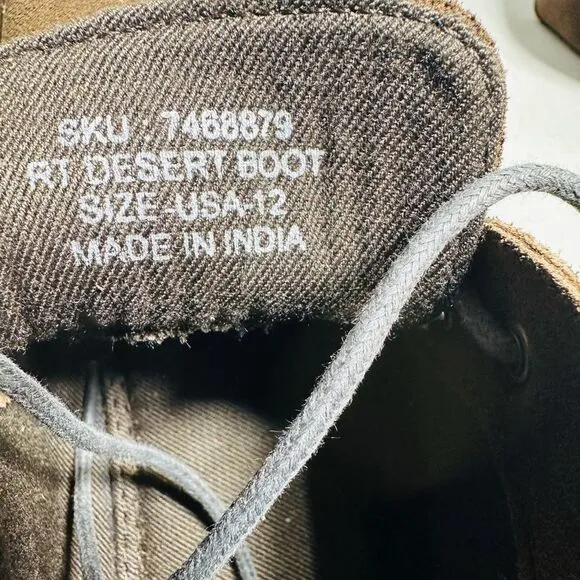 SKU : 7468879
RT DESERT BOOT
SIZE-USA-12
MADE IN INDIA